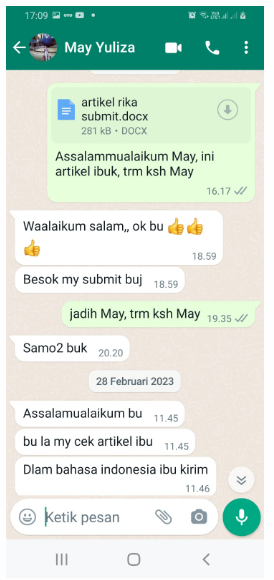 17:09
May Yuliza
artikel rika
submit.docx
281 kB • DOCX
Assalammualaikum May, ini
artikel ibuk, trm ksh May
16.17
Waalaikum salam,, ok bu 👍👍
👍
18.59
Besok my submit buj 18.59
jadih May, trm ksh May 19.35
Samo2 buk 20.20
28 Februari 2023
Assalamualaikum bu 11.45
bu la my cek artikel ibu 11.45
Dlam bahasa indonesia ibu kirim
11.46
Ketik pesan